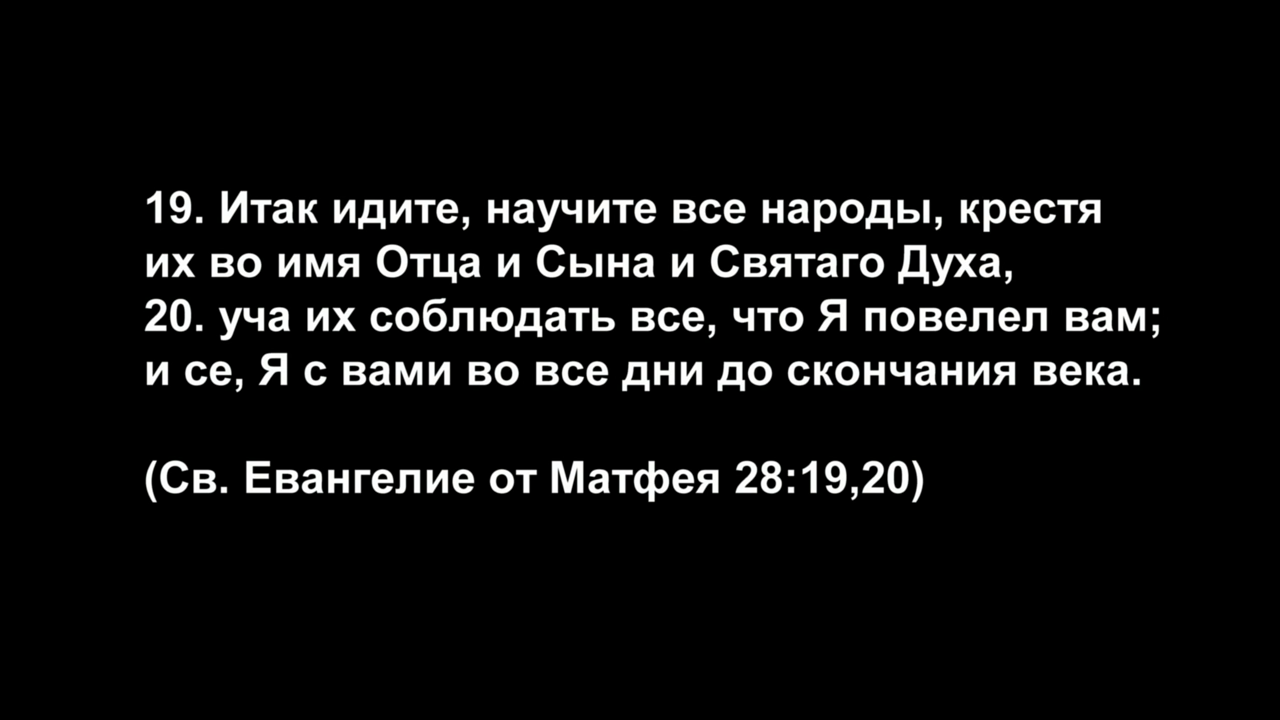 19. Итак идите, научите все народы, крестя
их во имя Отца и Сына и Святаго Духа,
20. уча их соблюдать все, что Я повелел вам;
и се, Я с вами во все дни до скончания века.
(Св. Евангелие от Матфея 28:19,20)